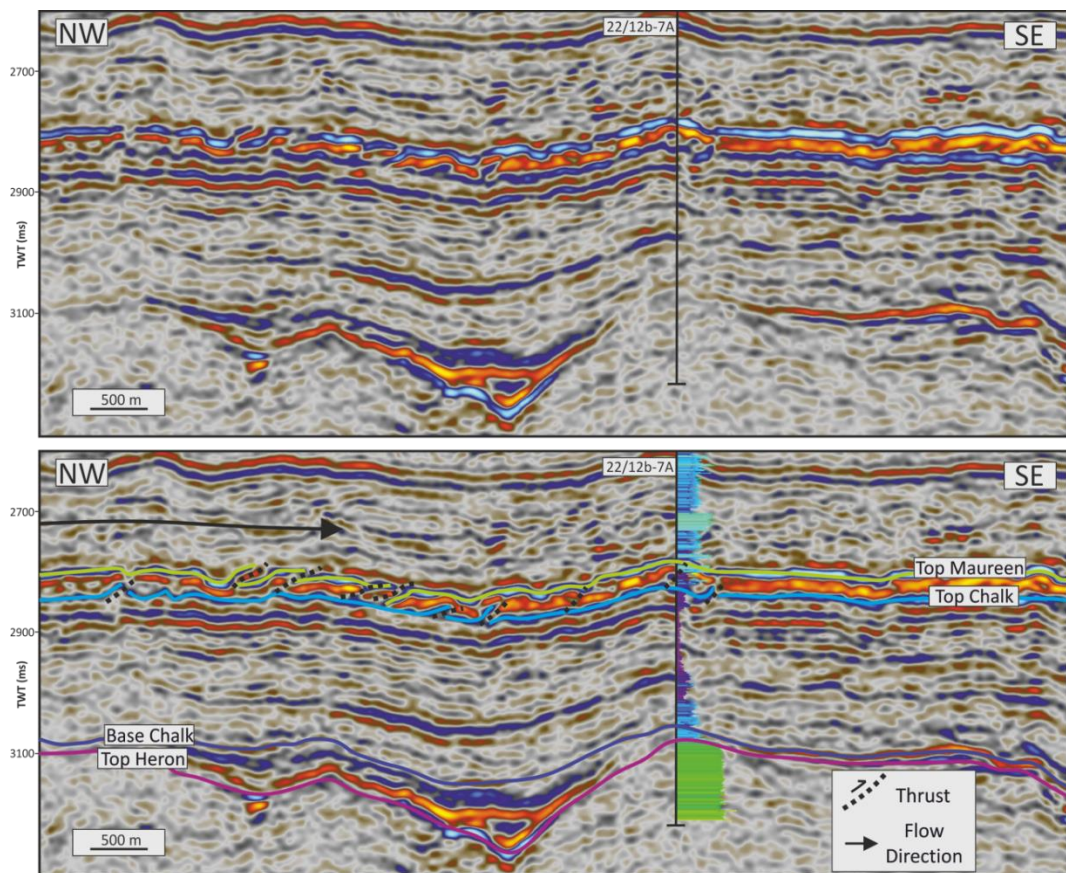 NW
22/12b-7A
SE
2700
2900
TWT (ms)
3100
500 m
NW
22/12b-7A
SE
2700
Top Maureen
Top Chalk
2900
TWT (ms)
Base Chalk
3100
Top Heron
Thrust
500 m
Flow
Direction